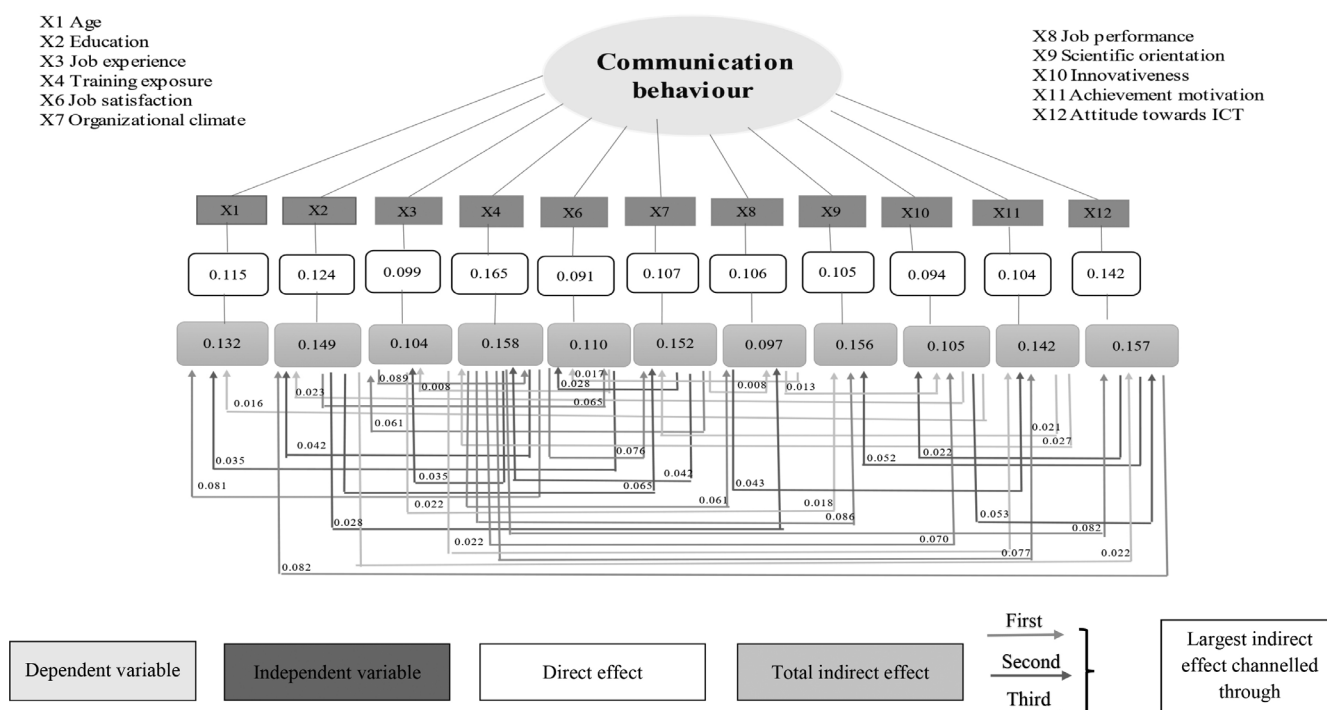 X1 Age
X2 Education
X3 Job experience
X4 Training exposure
X6 Job satisfaction
X7 Organizational climate
Communication
behaviour
X8 Job performance
X9 Scientific orientation
X10 Innovativeness
X11 Achievement motivation
X12 Attitude towards ICT
X1 X2 X3 X4 X6 X7 X8 X9 X10 X11 X12
0.115 0.124 0.099 0.165 0.091 0.107 0.106 0.105 0.094 0.104 0.142
0.132 0.149 0.104 0.158 0.110 0.152 0.097 0.156 0.105 0.142 0.157
0.089 0.017
0.008 0.028 0.008 0.013
0.023
0.016 0.065
0.061 0.021
0.042 0.027
0.076 0.022
0.035 0.052
0.035 0.042
0.081 0.065 0.043
0.022 0.061 0.018 0.053
0.028 0.086
0.082
0.022 0.070
0.077 0.022
0.082
Dependent variable
Independent variable
Direct effect
Total indirect effect
First
Second
Third
Largest indirect
effect channelled
through